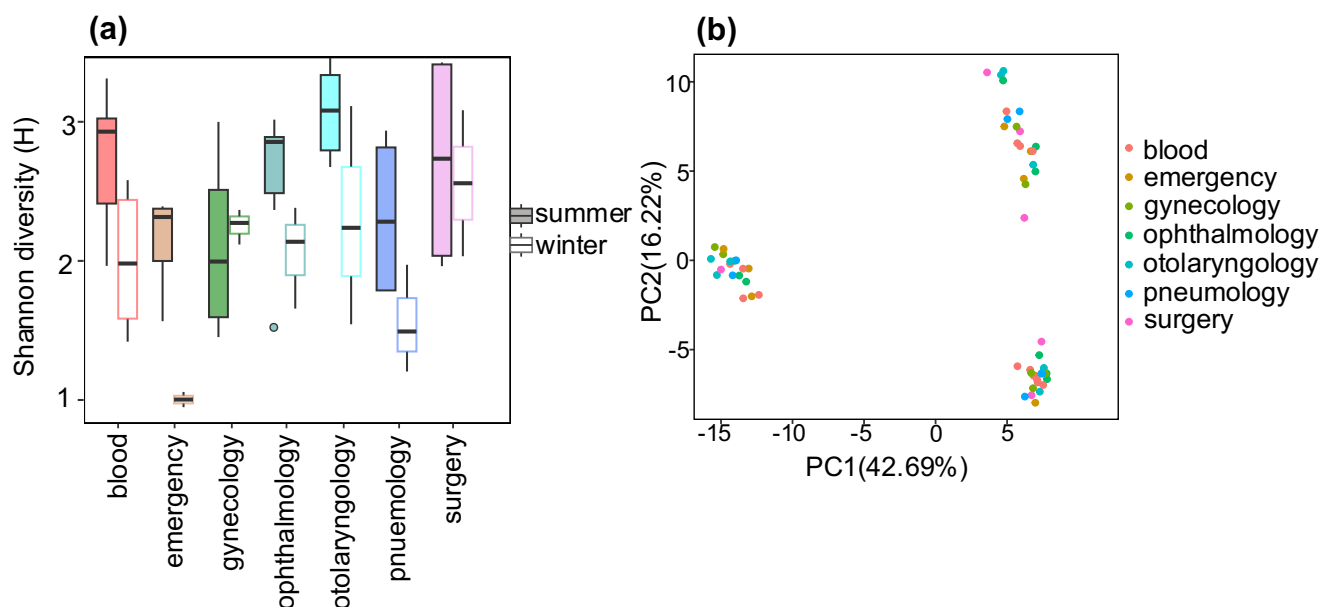 (a)
Shannon diversity (H)
3
2
1
blood
emergency
gynecology
ophthalmology
otolaryngology
pnuemology
surgery
summer
winter
(b)
PC2(16.22%)
10
5
0
-5
-15
-10
-5
0
5
PC1(42.69%)
blood
emergency
gynecology
ophthalmology
otolaryngology
pneumology
surgery